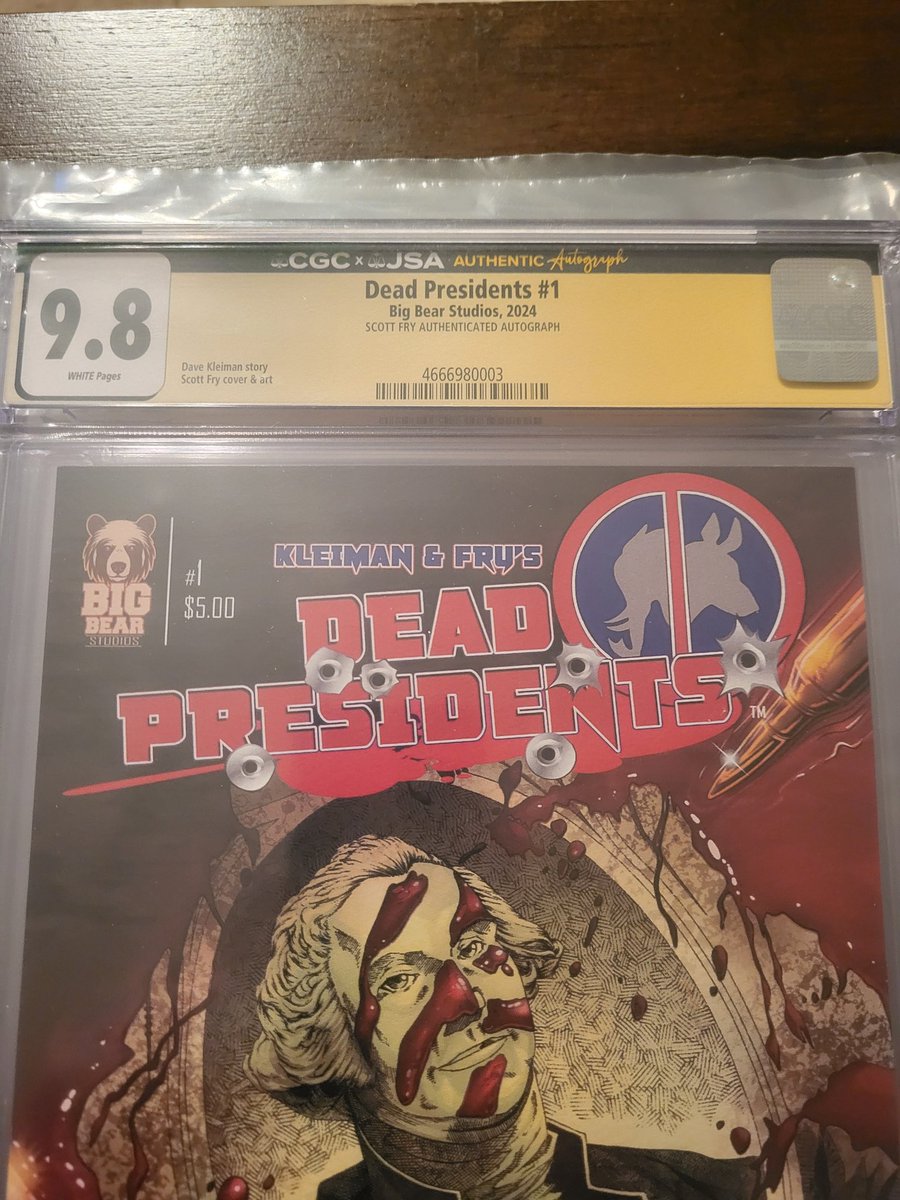 CGC x JSA AUTHENTIC Autograph
9.8
WHITE Pages
Dead Presidents #1
Big Bear Studios, 2024
SCOTT FRY AUTHENTICATED AUTOGRAPH
Dave Kleiman story
Scott Fry cover & art
4666980003
BIG
BEAR
STUDIOS
#1
$5.00
KLEIMAN & FRY'S
DEAD
PRESIDENTS
TM